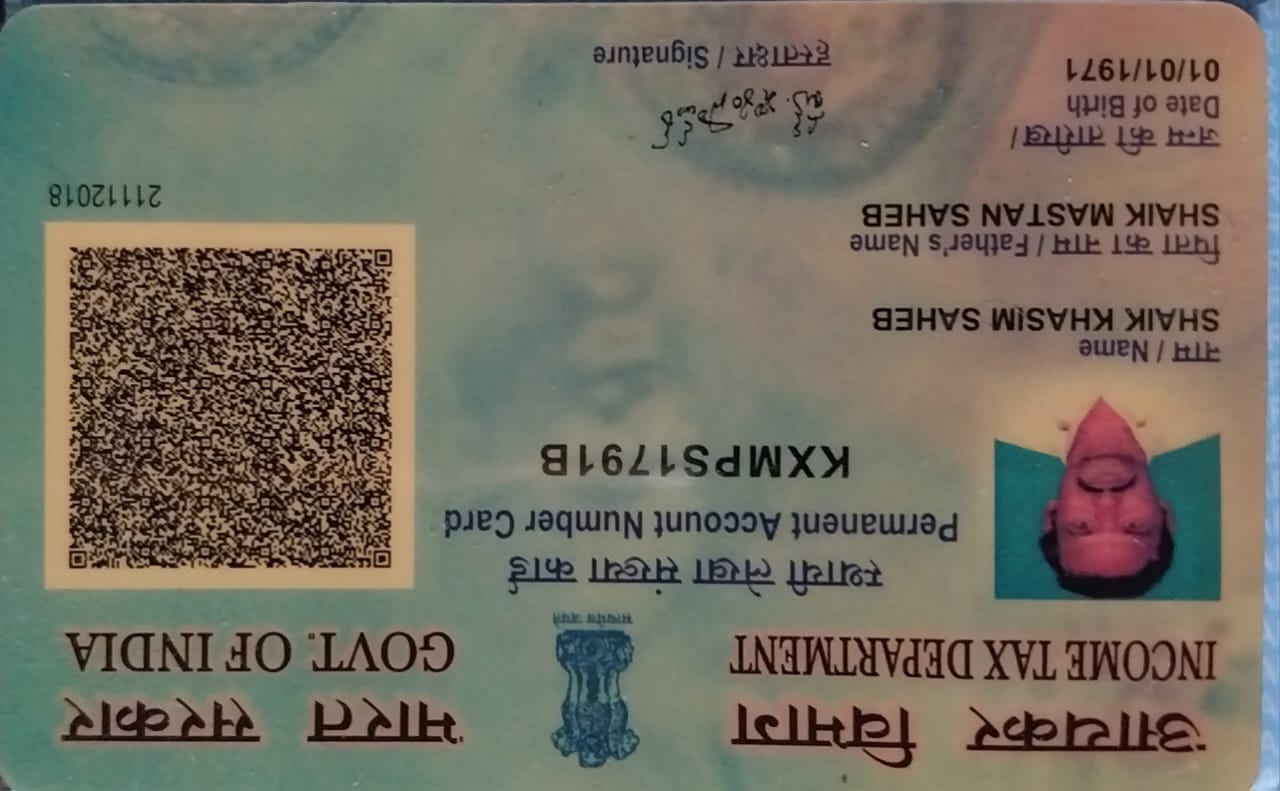 आयकर विभाग
INCOME TAX DEPARTMENT
सत्यमेव जयते
भारत सरकार
GOVT. OF INDIA
स्थायी लेखा संख्या कार्ड
Permanent Account Number Card
KXMPS1791B
नाम / Name
SHAIK KHASIM SAHEB
पिता का नाम / Father's Name
SHAIK MASTAN SAHEB
21112018
जन्म की तारीख /
Date of Birth
01/01/1971
हस्ताक्षर / Signature